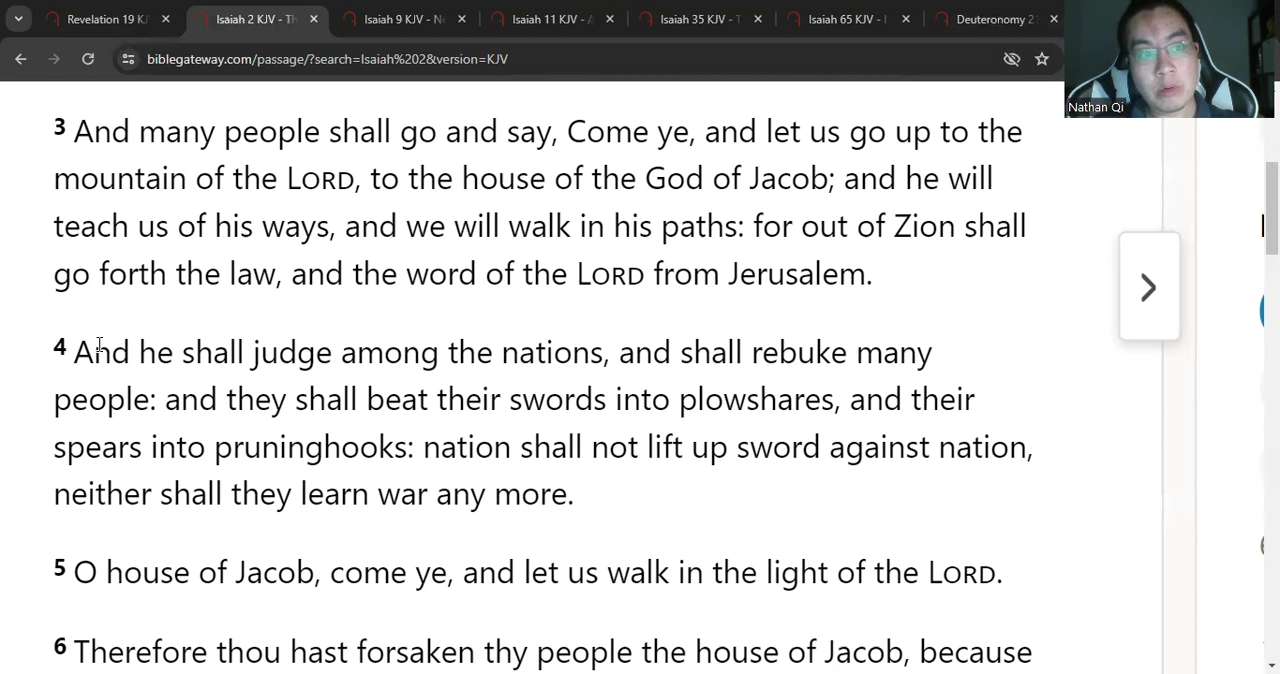 Revelation 19 KJ
Isaiah 2 KJV - Th
Isaiah 9 KJV - Ne
Isaiah 11 KJV - A
Isaiah 35 KJV - T
Isaiah 65 KJV - I
Deuteronomy 21
biblegateway.com/passage/?search=Isaiah%202&version=KJV
Nathan Qi
3 And many people shall go and say, Come ye, and let us go up to the
mountain of the LORD, to the house of the God of Jacob; and he will
teach us of his ways, and we will walk in his paths: for out of Zion shall
go forth the law, and the word of the LORD from Jerusalem.
4 And he shall judge among the nations, and shall rebuke many
people: and they shall beat their swords into plowshares, and their
spears into pruninghooks: nation shall not lift up sword against nation,
neither shall they learn war any more.
5 O house of Jacob, come ye, and let us walk in the light of the LORD.
6 Therefore thou hast forsaken thy people the house of Jacob, because